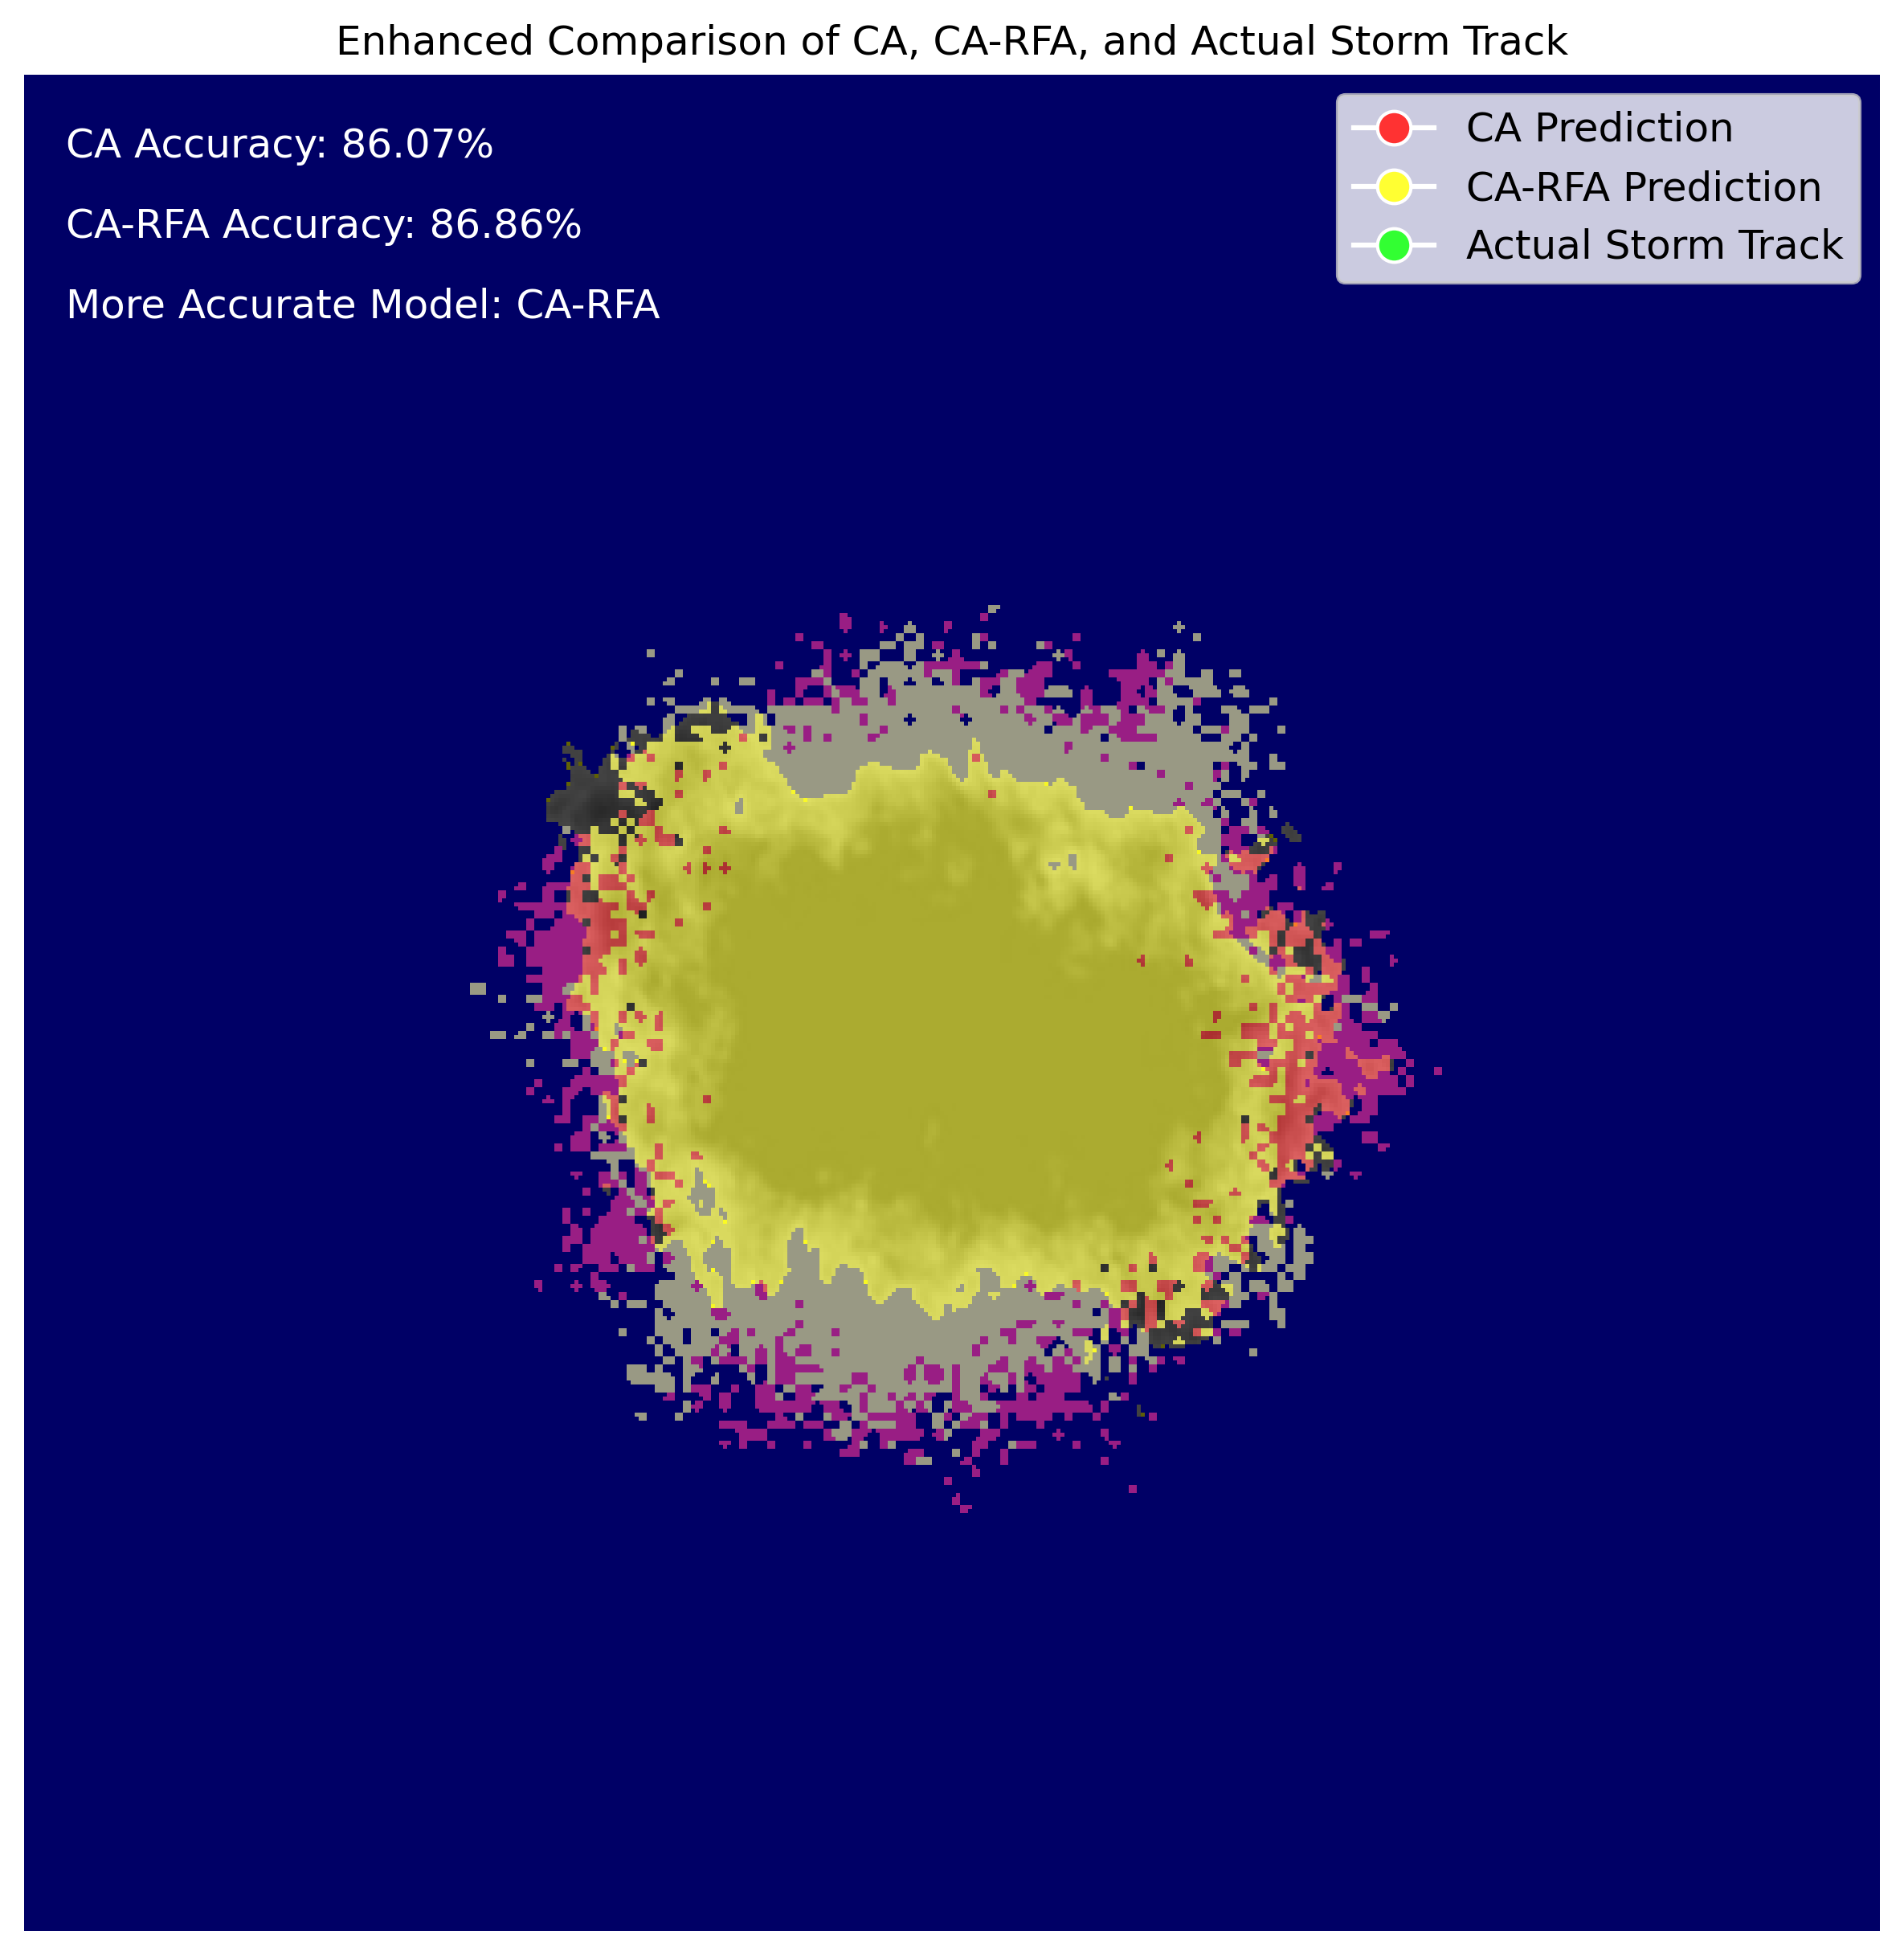 Enhanced Comparison of CA, CA-RFA, and Actual Storm Track
CA Accuracy: 86.07%
CA-RFA Accuracy: 86.86%
More Accurate Model: CA-RFA
CA Prediction
CA-RFA Prediction
Actual Storm Track